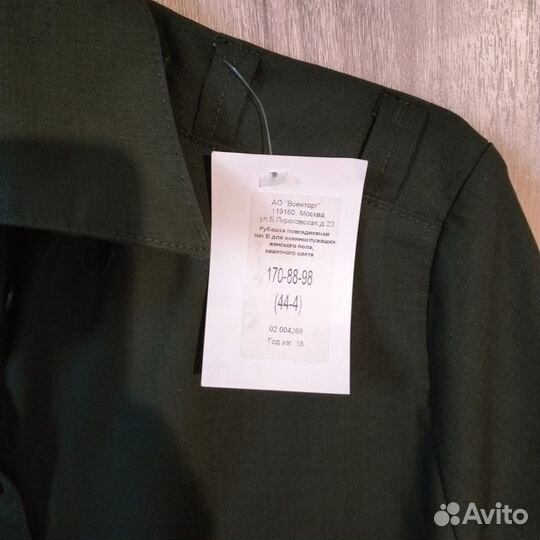 АО "Военторг"
119160, Москва,
ул.Б.Пироговская,д.23
Рубашка повседневная
тип Б для военнослужащих
женского пола,
защитного цвета
170-88-98
(44-4)
02.004266
Год изг. 18
Avito